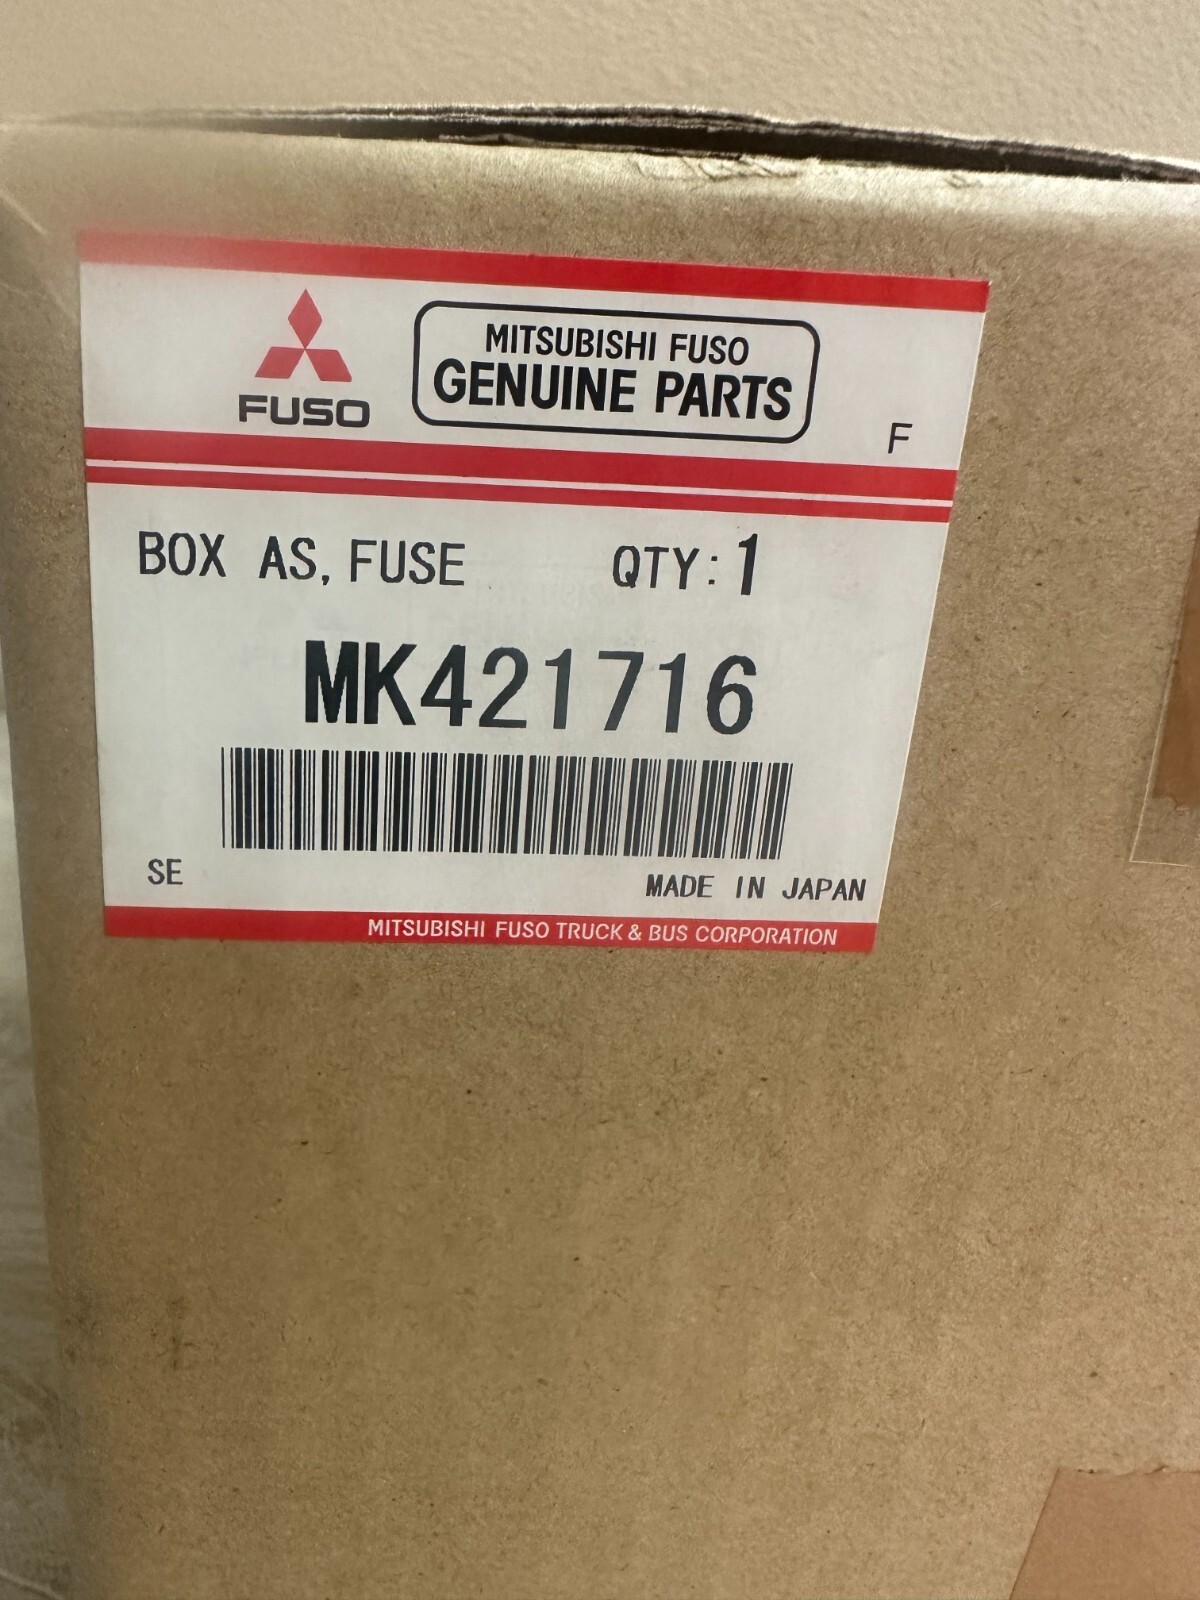 FUSO
MITSUBISHI FUSO
GENUINE PARTS
F
BOX AS, FUSE QTY: 1
MK421716
SE
MADE IN JAPAN
MITSUBISHI FUSO TRUCK & BUS CORPORATION